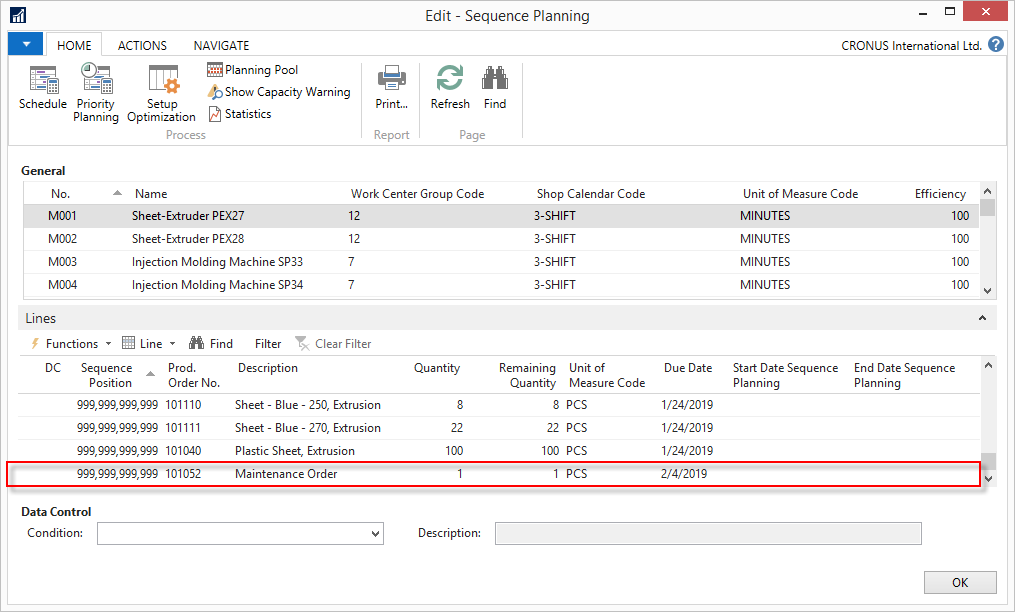 Edit - Sequence Planning
HOME ACTIONS NAVIGATE CRONUS International Ltd. ?
Schedule
Priority Planning
Setup Optimization
Planning Pool
Show Capacity Warning
Statistics
Process
Print...
Report
Refresh
Find
Page
General
No. Name Work Center Group Code Shop Calendar Code Unit of Measure Code Efficiency
M001 Sheet-Extruder PEX27 12 3-SHIFT MINUTES 100
M002 Sheet-Extruder PEX28 12 3-SHIFT MINUTES 100
M003 Injection Molding Machine SP33 7 3-SHIFT MINUTES 100
M004 Injection Molding Machine SP34 7 3-SHIFT MINUTES 100
Lines
Functions Line Find Filter Clear Filter
DC Sequence Position Prod. Order No. Description Quantity Remaining Quantity Unit of Measure Code Due Date Start Date Sequence Planning End Date Sequence Planning
999,999,999,999 101110 Sheet - Blue - 250, Extrusion 8 8 PCS 1/24/2019
999,999,999,999 101111 Sheet - Blue - 270, Extrusion 22 22 PCS 1/24/2019
999,999,999,999 101040 Plastic Sheet, Extrusion 100 100 PCS 1/24/2019
999,999,999,999 101052 Maintenance Order 1 1 PCS 2/4/2019
Data Control
Condition: Description:
OK